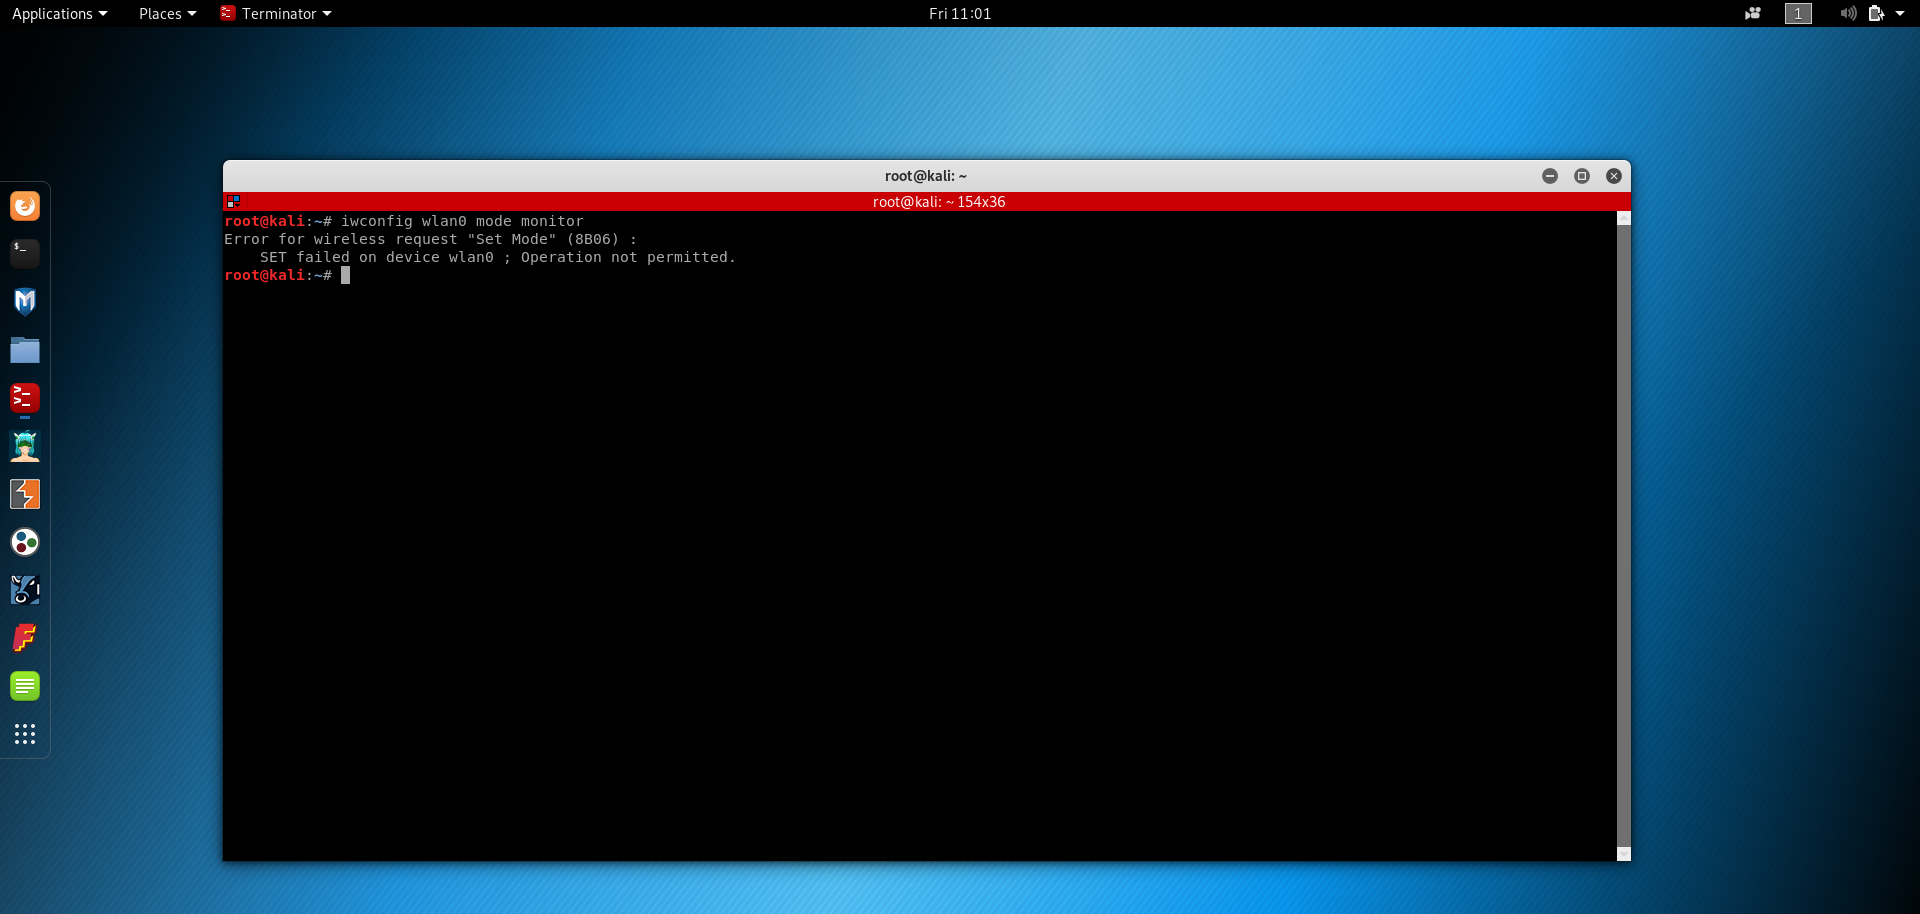 Applications Places Terminator Fri 11:01 1
root@kali: ~
root@kali: ~ 154x36
root@kali:~# iwconfig wlan0 mode monitor
Error for wireless request "Set Mode" (8B06) :
    SET failed on device wlan0 ; Operation not permitted.
root@kali:~#